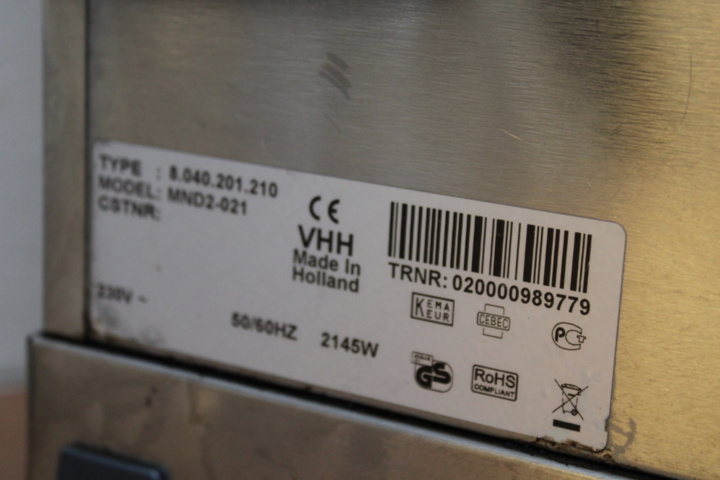 TYPE : 8.040.201.210
MODEL: MND2-021
CSTNR:
CE
VHH
Made In
Holland
TRNR: 020000989779
230V ~
50/60HZ
2145W
KEMA
KEUR
CEBEC
PC
GS
RoHS
COMPLIANT